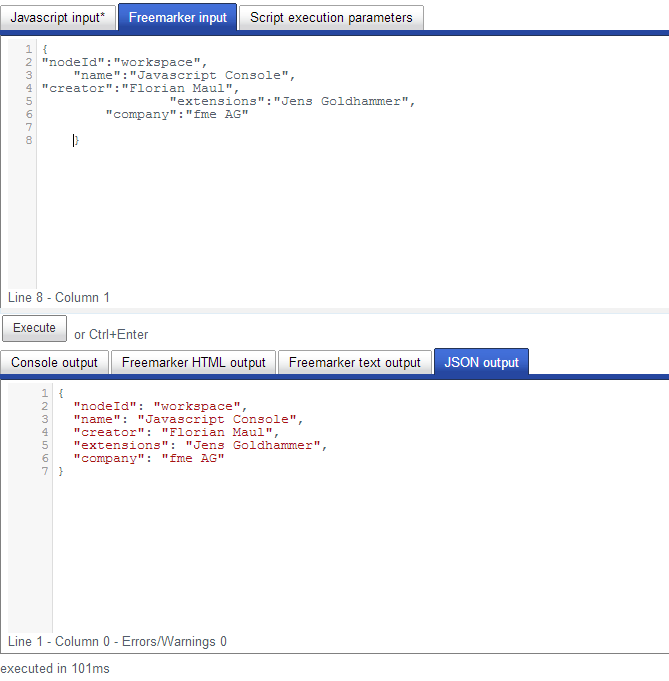 Javascript input* Freemarker input Script execution parameters
1 {
2 "nodeId":"workspace",
3 "name":"Javascript Console",
4 "creator":"Florian Maul",
5 "extensions":"Jens Goldhammer",
6 "company":"fme AG"
7
8 }
Line 8 - Column 1
Execute or Ctrl+Enter
Console output Freemarker HTML output Freemarker text output JSON output
1 {
2 "nodeId": "workspace",
3 "name": "Javascript Console",
4 "creator": "Florian Maul",
5 "extensions": "Jens Goldhammer",
6 "company": "fme AG"
7 }
Line 1 - Column 0 - Errors/Warnings 0
executed in 101ms